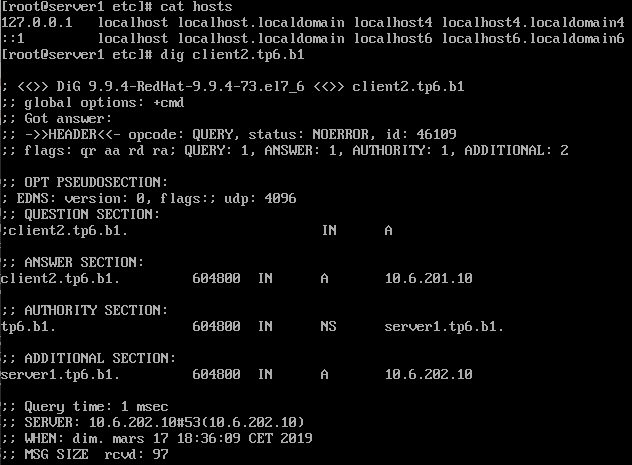 [root@server1 etc]# cat hosts
127.0.0.1   localhost localhost.localdomain localhost4 localhost4.localdomain4
::1         localhost localhost.localdomain localhost6 localhost6.localdomain6
[root@server1 etc]# dig client2.tp6.b1
; <<>> DiG 9.9.4-RedHat-9.9.4-73.el7_6 <<>> client2.tp6.b1
;; global options: +cmd
;; Got answer:
;; ->>HEADER<<- opcode: QUERY, status: NOERROR, id: 46109
;; flags: qr aa rd ra; QUERY: 1, ANSWER: 1, AUTHORITY: 1, ADDITIONAL: 2
;; OPT PSEUDOSECTION:
; EDNS: version: 0, flags:; udp: 4096
;; QUESTION SECTION:
;client2.tp6.b1.                        IN      A
;; ANSWER SECTION:
client2.tp6.b1.         604800  IN      A       10.6.201.10
;; AUTHORITY SECTION:
tp6.b1.                 604800  IN      NS      server1.tp6.b1.
;; ADDITIONAL SECTION:
server1.tp6.b1.         604800  IN      A       10.6.202.10
;; Query time: 1 msec
;; SERVER: 10.6.202.10#53(10.6.202.10)
;; WHEN: dim. mars 17 18:36:09 CET 2019
;; MSG SIZE  rcvd: 97